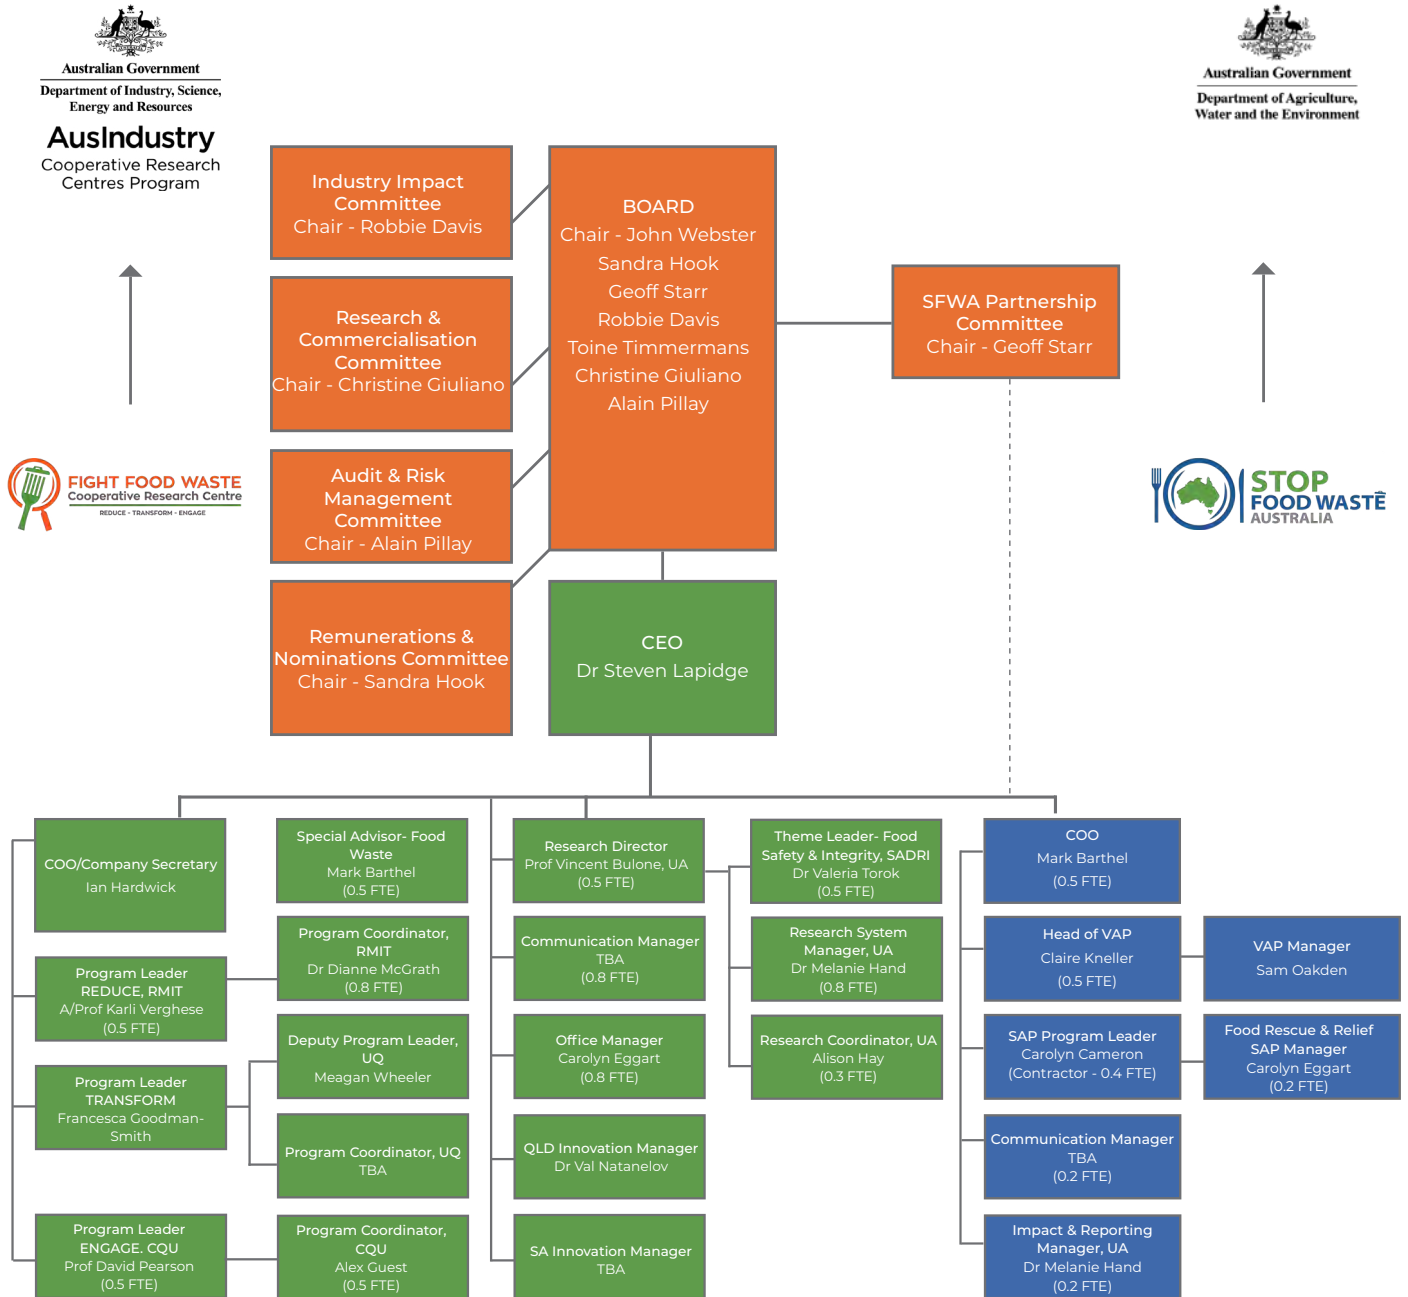 Australian Government
Department of Industry, Science,
Energy and Resources
AusIndustry
Cooperative Research
Centres Program
Australian Government
Department of Agriculture,
Water and the Environment
Industry Impact
Committee
Chair - Robbie Davis
Research &
Commercialisation
Committee
Chair - Christine Giuliano
Audit & Risk
Management
Committee
Chair - Alain Pillay
Remunerations &
Nominations Committee
Chair - Sandra Hook
BOARD
Chair - John Webster
Sandra Hook
Geoff Starr
Robbie Davis
Toine Timmermans
Christine Giuliano
Alain Pillay
SFWA Partnership
Committee
Chair - Geoff Starr
FIGHT FOOD WASTE
Cooperative Research Centre
REDUCE - TRANSFORM - ENGAGE
STOP
FOOD WASTE
AUSTRALIA
CEO
Dr Steven Lapidge
COO/Company Secretary
Ian Hardwick
Program Leader
REDUCE, RMIT
A/Prof Karli Verghese
(0.5 FTE)
Program Leader
TRANSFORM
Francesca Goodman-
Smith
Program Leader
ENGAGE. CQU
Prof David Pearson
(0.5 FTE)
Special Advisor- Food
Waste
Mark Barthel
(0.5 FTE)
Program Coordinator,
RMIT
Dr Dianne McGrath
(0.8 FTE)
Deputy Program Leader,
UQ
Meagan Wheeler
Program Coordinator, UQ
TBA
Program Coordinator,
CQU
Alex Guest
(0.5 FTE)
Research Director
Prof Vincent Bulone, UA
(0.5 FTE)
Communication Manager
TBA
(0.8 FTE)
Office Manager
Carolyn Eggart
(0.8 FTE)
QLD Innovation Manager
Dr Val Natanelov
SA Innovation Manager
TBA
Theme Leader- Food
Safety & Integrity, SADRI
Dr Valeria Torok
(0.5 FTE)
Research System
Manager, UA
Dr Melanie Hand
(0.8 FTE)
Research Coordinator, UA
Alison Hay
(0.3 FTE)
COO
Mark Barthel
(0.5 FTE)
Head of VAP
Claire Kneller
(0.5 FTE)
SAP Program Leader
Carolyn Cameron
(Contractor - 0.4 FTE)
Communication Manager
TBA
(0.2 FTE)
Impact & Reporting
Manager, UA
Dr Melanie Hand
(0.2 FTE)
VAP Manager
Sam Oakden
Food Rescue & Relief
SAP Manager
Carolyn Eggart
(0.2 FTE)